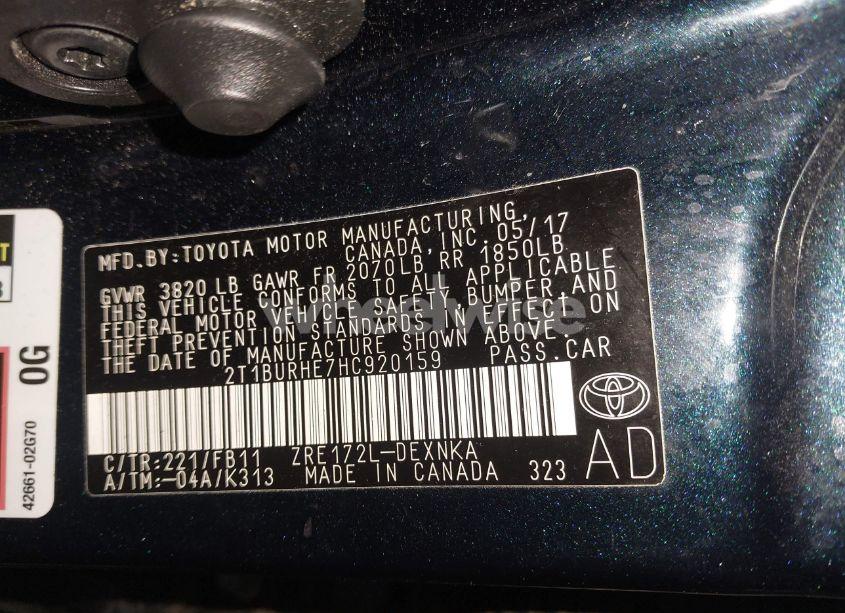 MFD.BY:TOYOTA MOTOR MANUFACTURING,
CANADA,INC. 05/17
GVWR 3820 LB GAWR FR 2070LB RR 1850LB
THIS VEHICLE CONFORMS TO ALL APPLICABLE
FEDERAL MOTOR VEHICLE SAFETY, BUMPER, AND
THEFT PREVENTION STANDARDS IN EFFECT ON
THE DATE OF MANUFACTURE SHOWN ABOVE.
2T1BURHE7HC920159 PASS.CAR
C/TR:221/FB11 ZRE172L-DEXNKA
A/TM:-04A/K313 MADE IN CANADA 323
AD
0G
42661-02G70
wheelwise